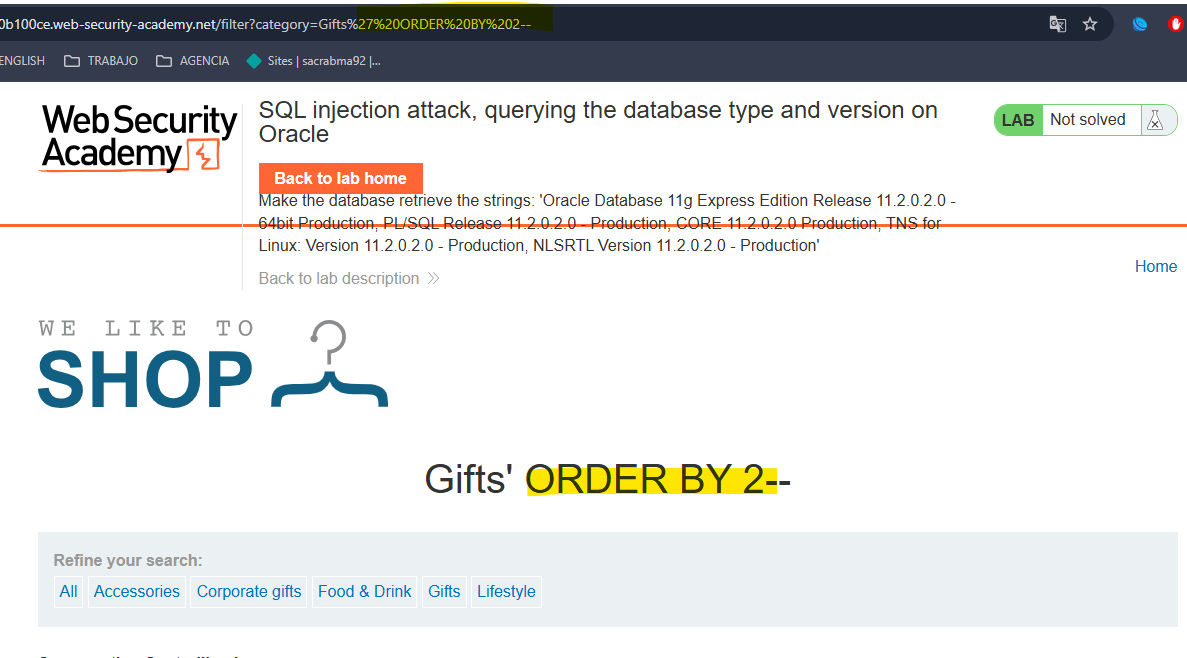 0b100ce.web-security-academy.net/filter?category=Gifts%27%20ORDER%20BY%202--
ENGLISH TRABAJO AGENCIA Sites | sacrabma92 |...
Web Security
Academy
SQL injection attack, querying the database type and version on
Oracle
LAB Not solved
Back to lab home
Make the database retrieve the strings: 'Oracle Database 11g Express Edition Release 11.2.0.2.0 -
64bit Production, PL/SQL Release 11.2.0.2.0 - Production, CORE 11.2.0.2.0 Production, TNS for
Linux: Version 11.2.0.2.0 - Production, NLSRTL Version 11.2.0.2.0 - Production'
Back to lab description
Home
WE LIKE TO
SHOP
Gifts' ORDER BY 2--
Refine your search:
All Accessories Corporate gifts Food & Drink Gifts Lifestyle